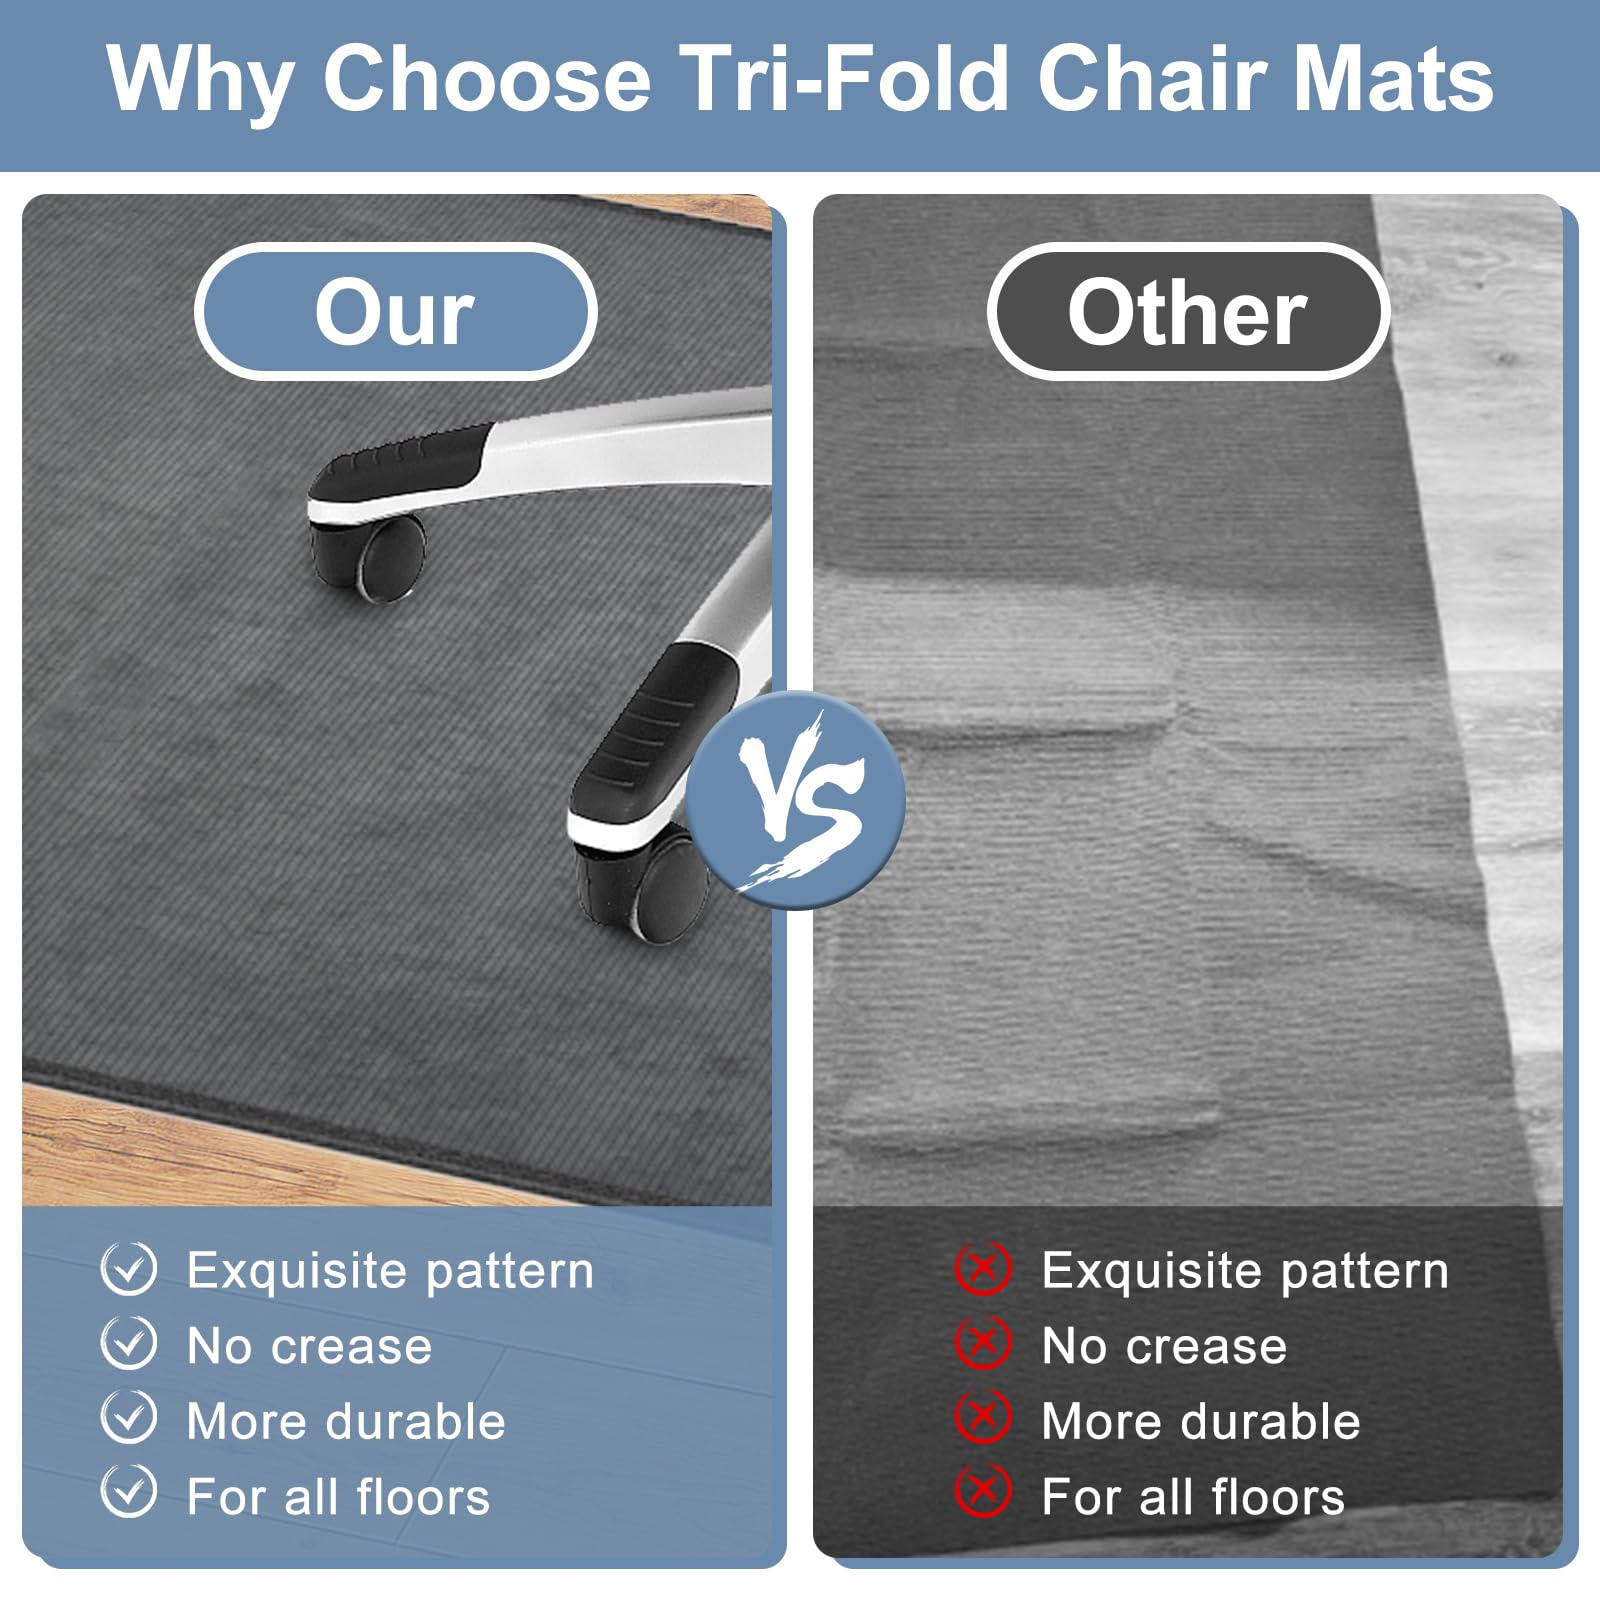 Why Choose Tri-Fold Chair Mats
Our
Other
VS
Exquisite pattern
No crease
More durable
For all floors
Exquisite pattern
No crease
More durable
For all floors